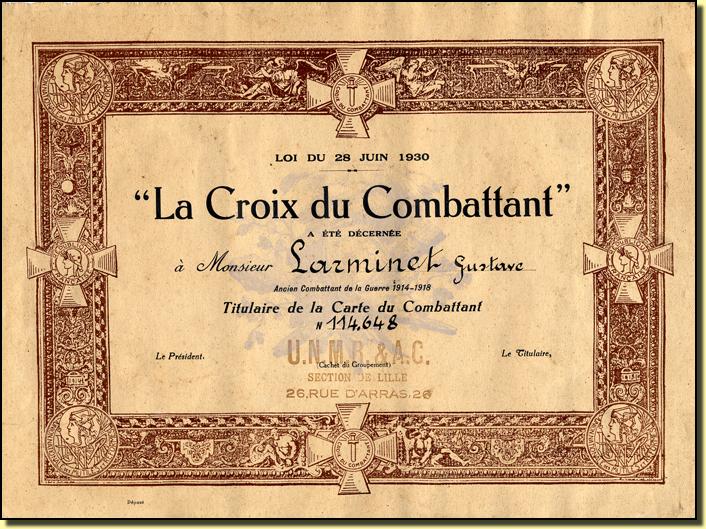 LOI DU 28 JUIN 1930
“La Croix du Combattant”
A ÉTÉ DÉCERNÉE
à Monsieur Larminet Gustave
Ancien Combattant de la Guerre 1914-1918
Titulaire de la Carte du Combattant
N 114.648
Le Président.
Le Titulaire,
U.N.M.R. & A.C.
(Cachet du Groupement)
SECTION DE LILLE
26, RUE D'ARRAS, 26
Déposé